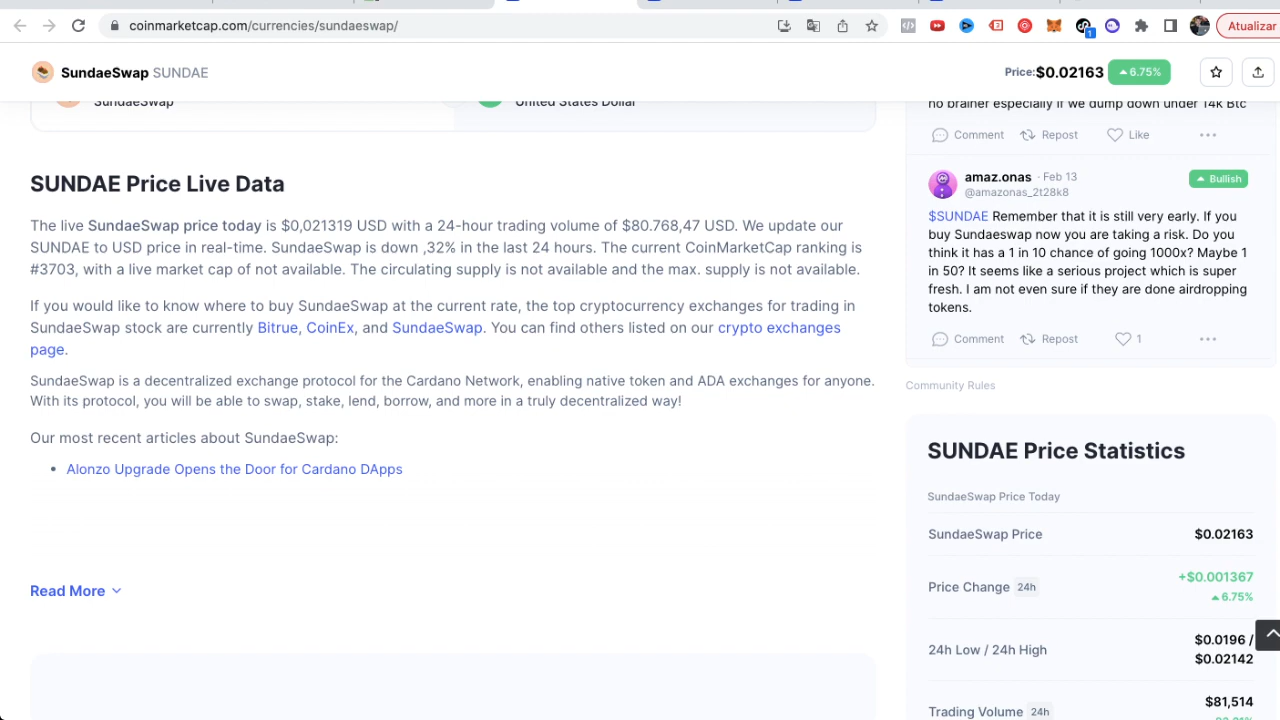 coinmarketcap.com/currencies/sundaeswap/
1
Atualizar
SundaeSwap SUNDAE
Price:$0.02163
6.75%
SundaeSwap
United States Dollar
SUNDAE Price Live Data
The live SundaeSwap price today is $0,021319 USD with a 24-hour trading volume of $80.768,47 USD. We update our
SUNDAE to USD price in real-time. SundaeSwap is down ,32% in the last 24 hours. The current CoinMarketCap ranking is
#3703, with a live market cap of not available. The circulating supply is not available and the max. supply is not available.
If you would like to know where to buy SundaeSwap at the current rate, the top cryptocurrency exchanges for trading in
SundaeSwap stock are currently Bitrue, CoinEx, and SundaeSwap. You can find others listed on our crypto exchanges
page.
SundaeSwap is a decentralized exchange protocol for the Cardano Network, enabling native token and ADA exchanges for anyone.
With its protocol, you will be able to swap, stake, lend, borrow, and more in a truly decentralized way!
Our most recent articles about SundaeSwap:
• Alonzo Upgrade Opens the Door for Cardano DApps
Read More
no brainer especially if we dump down under 14k Btc
Comment Repost Like
amaz.onas · Feb 13
Bullish
@amazonas_2t28k8
$SUNDAE Remember that it is still very early. If you
buy Sundaeswap now you are taking a risk. Do you
think it has a 1 in 10 chance of going 1000x? Maybe 1
in 50? It seems like a serious project which is super
fresh. I am not even sure if they are done airdropping
tokens.
Comment Repost 1
Community Rules
SUNDAE Price Statistics
SundaeSwap Price Today
SundaeSwap Price $0.02163
Price Change 24h +$0.001367
6.75%
24h Low / 24h High $0.0196 /
$0.02142
Trading Volume 24h $81,514